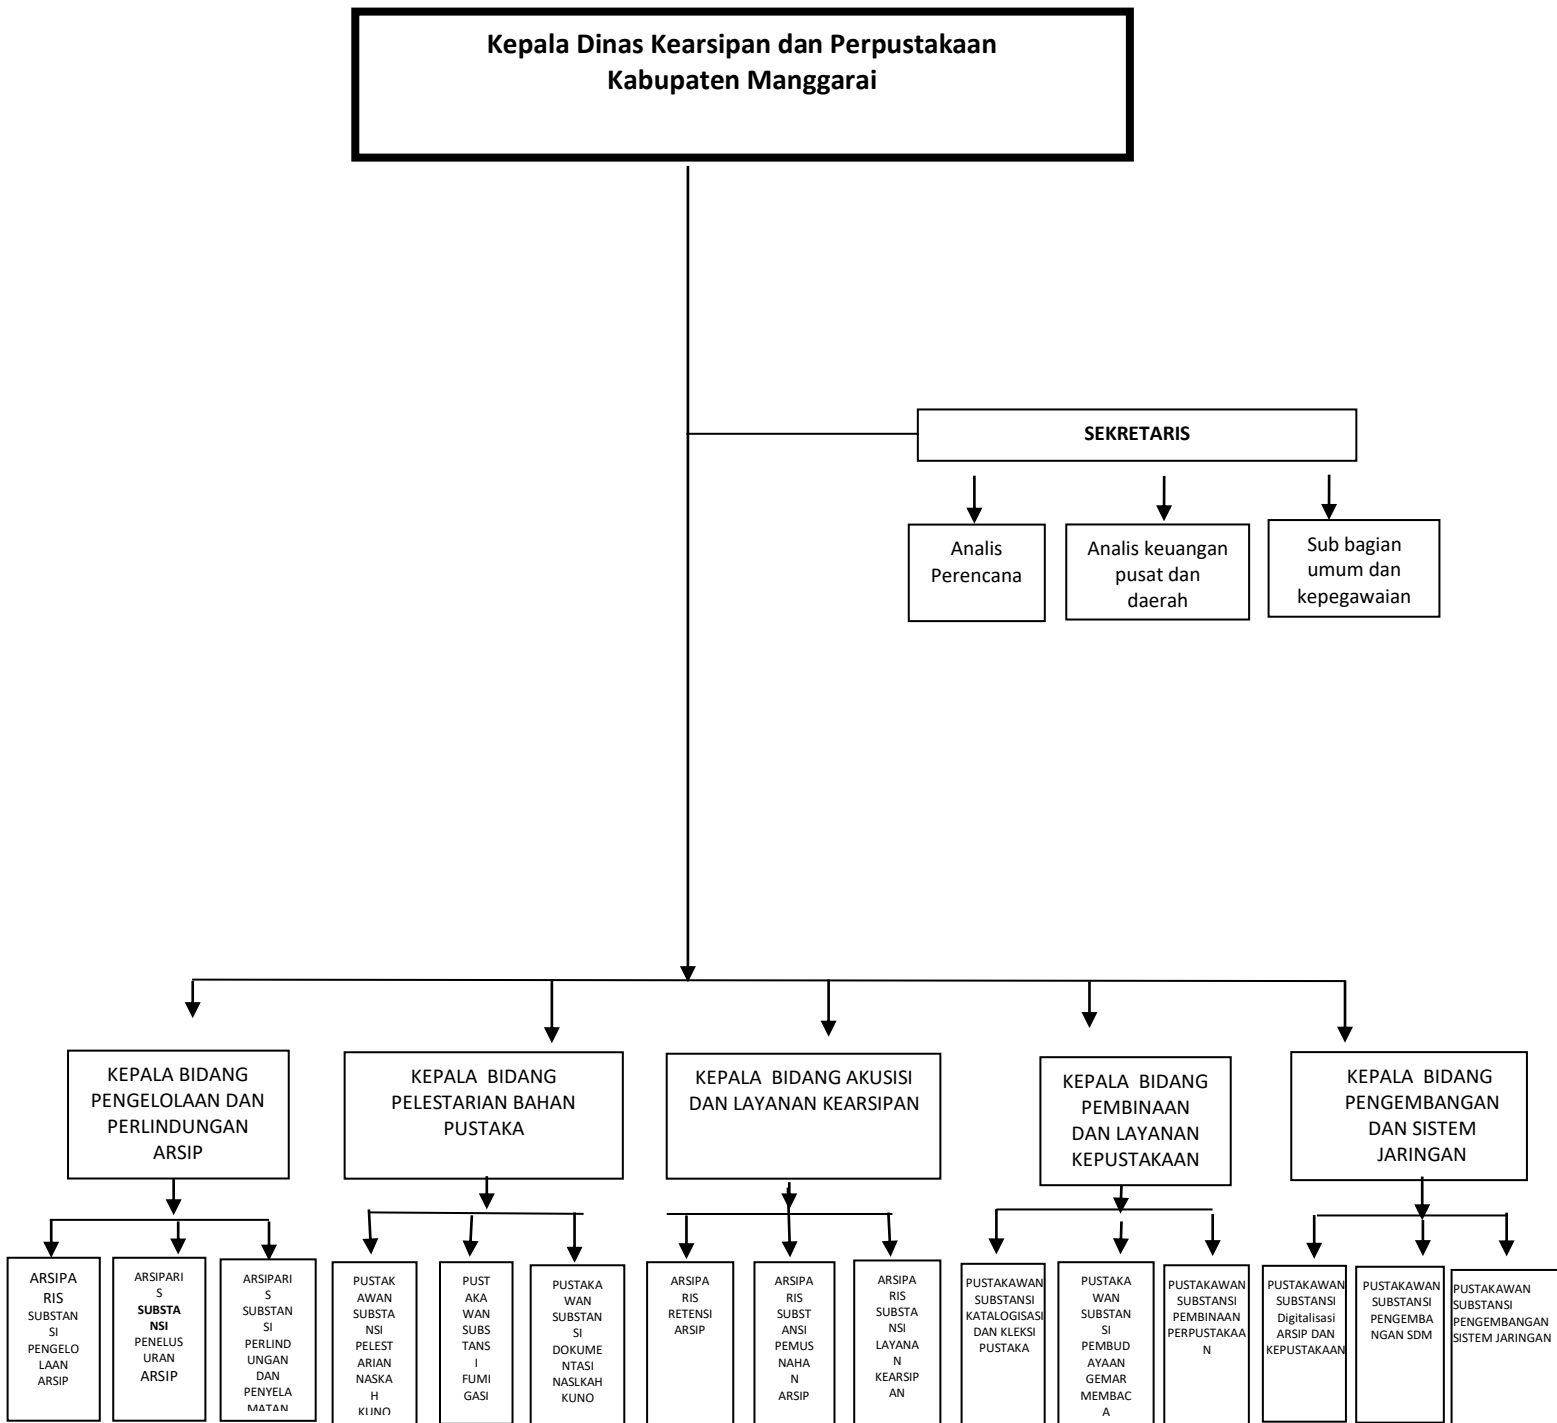 Kepala Dinas Kearsipan dan Perpustakaan
Kabupaten Manggarai
SEKRETARIS
Analis
Perencana
Analis keuangan
pusat dan
daerah
Sub bagian
umum dan
kepegawaian
KEPALA BIDANG
PENGELOLAAN DAN
PERLINDUNGAN
ARSIP
KEPALA BIDANG
PELESTARIAN BAHAN
PUSTAKA
KEPALA BIDANG AKUSISI
DAN LAYANAN KEARSIPAN
KEPALA BIDANG
PEMBINAAN
DAN LAYANAN
KEPUSTAKAAN
KEPALA BIDANG
PENGEMBANGAN
DAN SISTEM
JARINGAN
ARSIPA
RIS
SUBSTAN
SI
PENGELO
LAAN
ARSIP
ARSIPARI
S
SUBSTA
NSI
PENELUS
URAN
ARSIP
ARSIPARI
S
SUBSTAN
SI
PERLIND
UNGAN
DAN
PENYELA
MATAN
PUSTAK
AWAN
SUBSTA
NSI
PELEST
ARIAN
NASKA
H
KUNO
PUST
AKA
WAN
SUBS
TANS
I
FUMI
GASI
PUSTAKA
WAN
SUBSTAN
SI
DOKUME
NTASI
NASLKAH
KUNO
ARSIPA
RIS
RETENSI
ARSIP
ARSIPA
RIS
SUBST
ANSI
PEMUS
NAHA
N
ARSIP
ARSIPA
RIS
SUBSTA
NSI
LAYANA
N
KEARSIP
AN
PUSTAKAWAN
SUBSTANSI
KATALOGISASI
DAN KLEKSI
PUSTAKA
PUSTAKA
WAN
SUBSTAN
SI
PEMBUD
AYAAN
GEMAR
MEMBAC
A
PUSTAKAWAN
SUBSTANSI
PEMBINAAN
PERPUSTAKAA
N
PUSTAKAWAN
SUBSTANSI
Digitalisasi
ARSIP DAN
KEPUSTAKAAN
PUSTAKAWAN
SUBSTANSI
PENGEMBA
NGAN SDM
PUSTAKAWAN
SUBSTANSI
PENGEMBANGAN
SISTEM JARINGAN